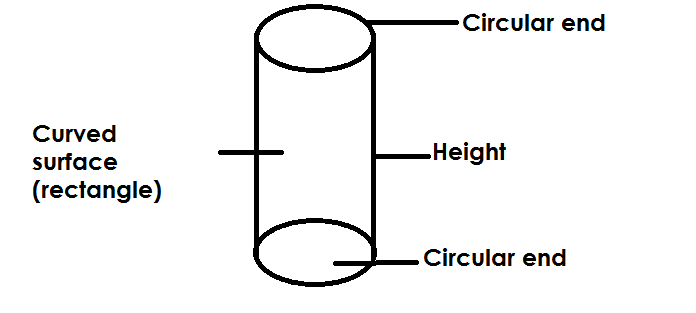 Circular end
Curved
surface
(rectangle)
Height
Circular end